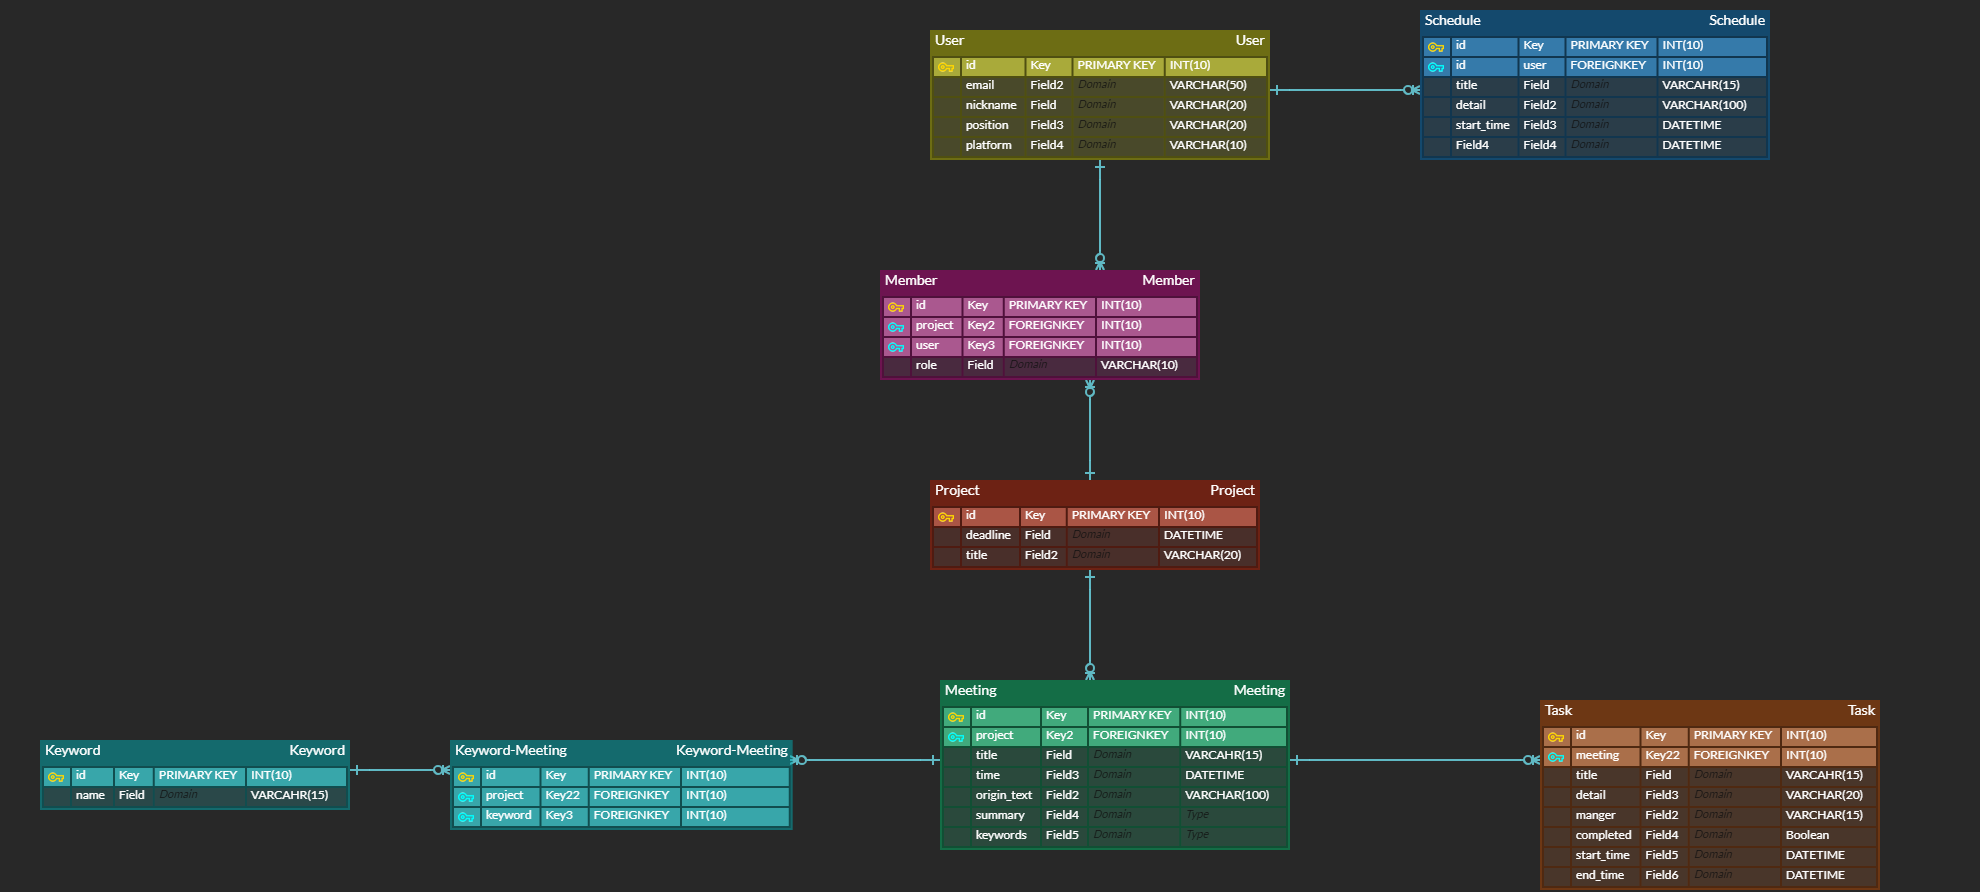 User User
id Key PRIMARY KEY INT(10)
email Field2 Domain VARCHAR(50)
nickname Field Domain VARCHAR(20)
position Field3 Domain VARCHAR(20)
platform Field4 Domain VARCHAR(10)
Schedule Schedule
id Key PRIMARY KEY INT(10)
id user FOREIGNKEY INT(10)
title Field Domain VARCAHR(15)
detail Field2 Domain VARCHAR(100)
start_time Field3 Domain DATETIME
Field4 Field4 Domain DATETIME
Member Member
id Key PRIMARY KEY INT(10)
project Key2 FOREIGNKEY INT(10)
user Key3 FOREIGNKEY INT(10)
role Field Domain VARCHAR(10)
Project Project
id Key PRIMARY KEY INT(10)
deadline Field Domain DATETIME
title Field2 Domain VARCHAR(20)
Keyword Keyword
id Key PRIMARY KEY INT(10)
name Field Domain VARCAHR(15)
Keyword-Meeting Keyword-Meeting
id Key PRIMARY KEY INT(10)
project Key22 FOREIGNKEY INT(10)
keyword Key3 FOREIGNKEY INT(10)
Meeting Meeting
id Key PRIMARY KEY INT(10)
project Key2 FOREIGNKEY INT(10)
title Field Domain VARCAHR(15)
time Field3 Domain DATETIME
origin_text Field2 Domain VARCHAR(100)
summary Field4 Domain Type
keywords Field5 Domain Type
Task Task
id Key PRIMARY KEY INT(10)
meeting Key22 FOREIGNKEY INT(10)
title Field Domain VARCAHR(15)
detail Field3 Domain VARCHAR(20)
manger Field2 Domain VARCHAR(15)
completed Field4 Domain Boolean
start_time Field5 Domain DATETIME
end_time Field6 Domain DATETIME